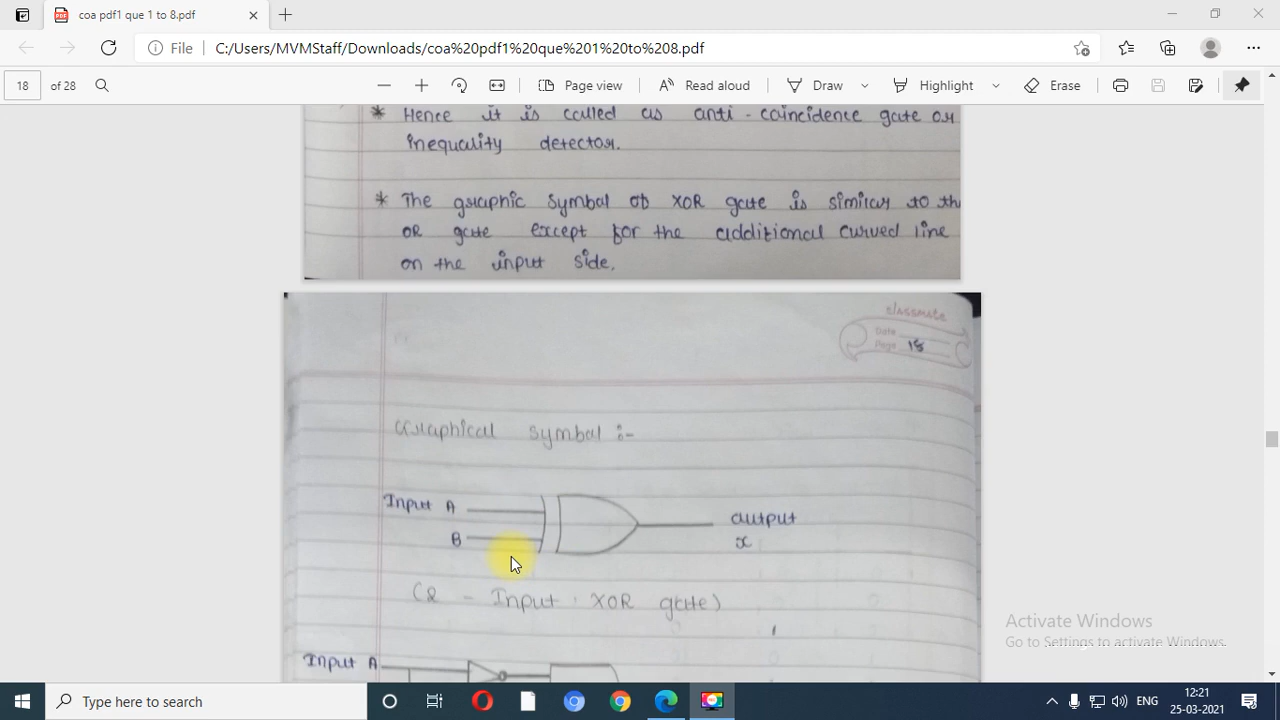 coa pdf1 que 1 to 8.pdf
File
C:/Users/MVMStaff/Downloads/coa%20pdf1%20que%201%20to%208.pdf
18 of 28
Page view
Read aloud
Draw
Highlight
Erase
* Hence it is called as anti - coincidence gate or
inequality detector.
* The graphic symbol of XOR gate is similar to th
OR gate except for the additional curved line
on the input side.
classmate
Date
Page 18
Graphical symbol :-
Input A
B
output
x
(2 - Input XOR gate)
Input A
Activate Windows
Go to Settings to activate Windows.
Type here to search
ENG
12:21
25-03-2021